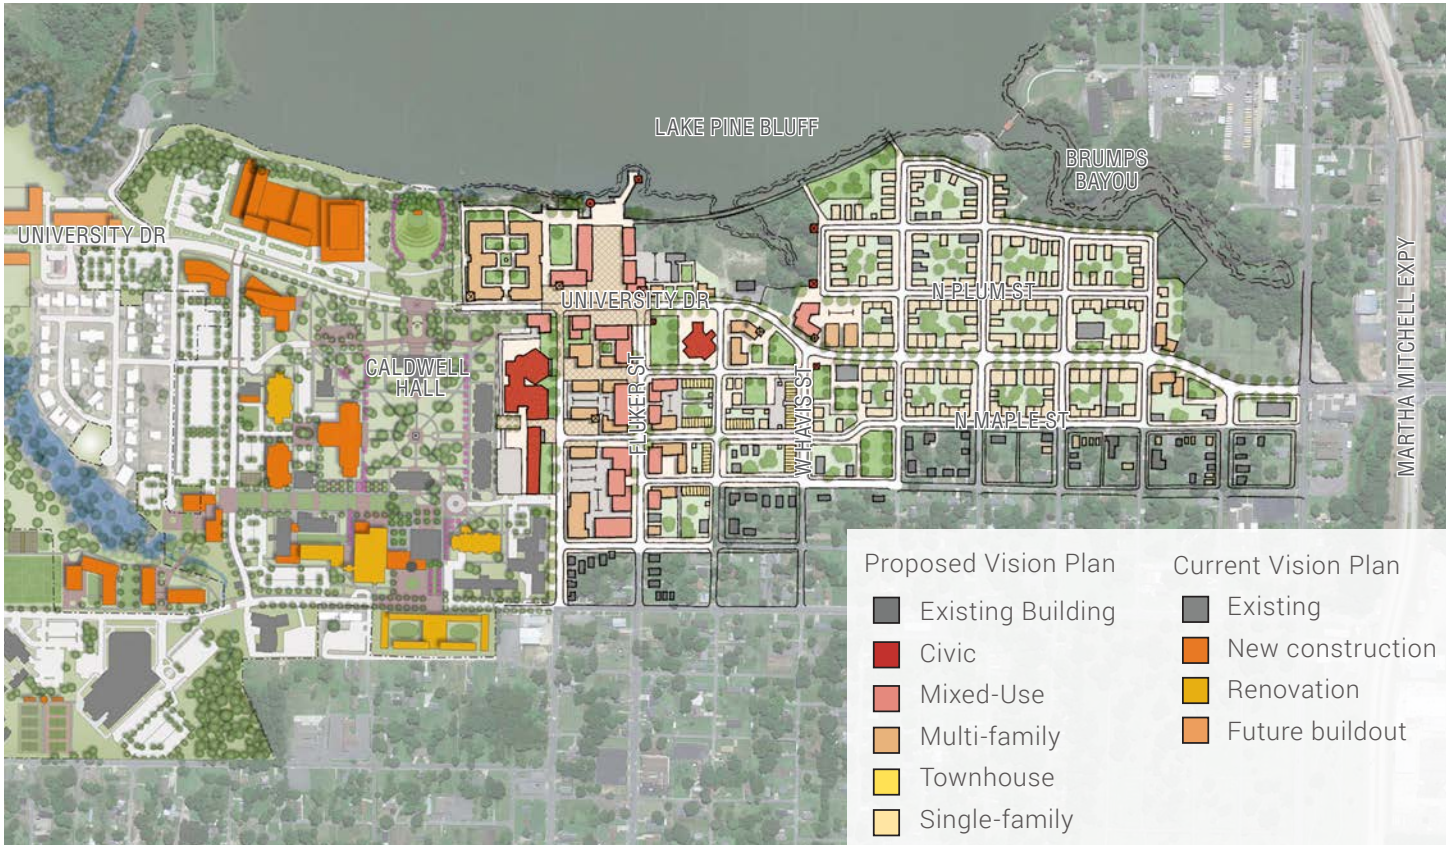 LAKE PINE BLUFF
BRUMPS
BAYOU
UNIVERSITY DR
UNIVERSITY DR
N PLUM ST
MARTHA MITCHELL EXPY
CALDWELL
HALL
FLUKER ST
W HAVIS ST
N MAPLE ST
Proposed Vision Plan
Existing Building
Civic
Mixed-Use
Multi-family
Townhouse
Single-family
Current Vision Plan
Existing
New construction
Renovation
Future buildout